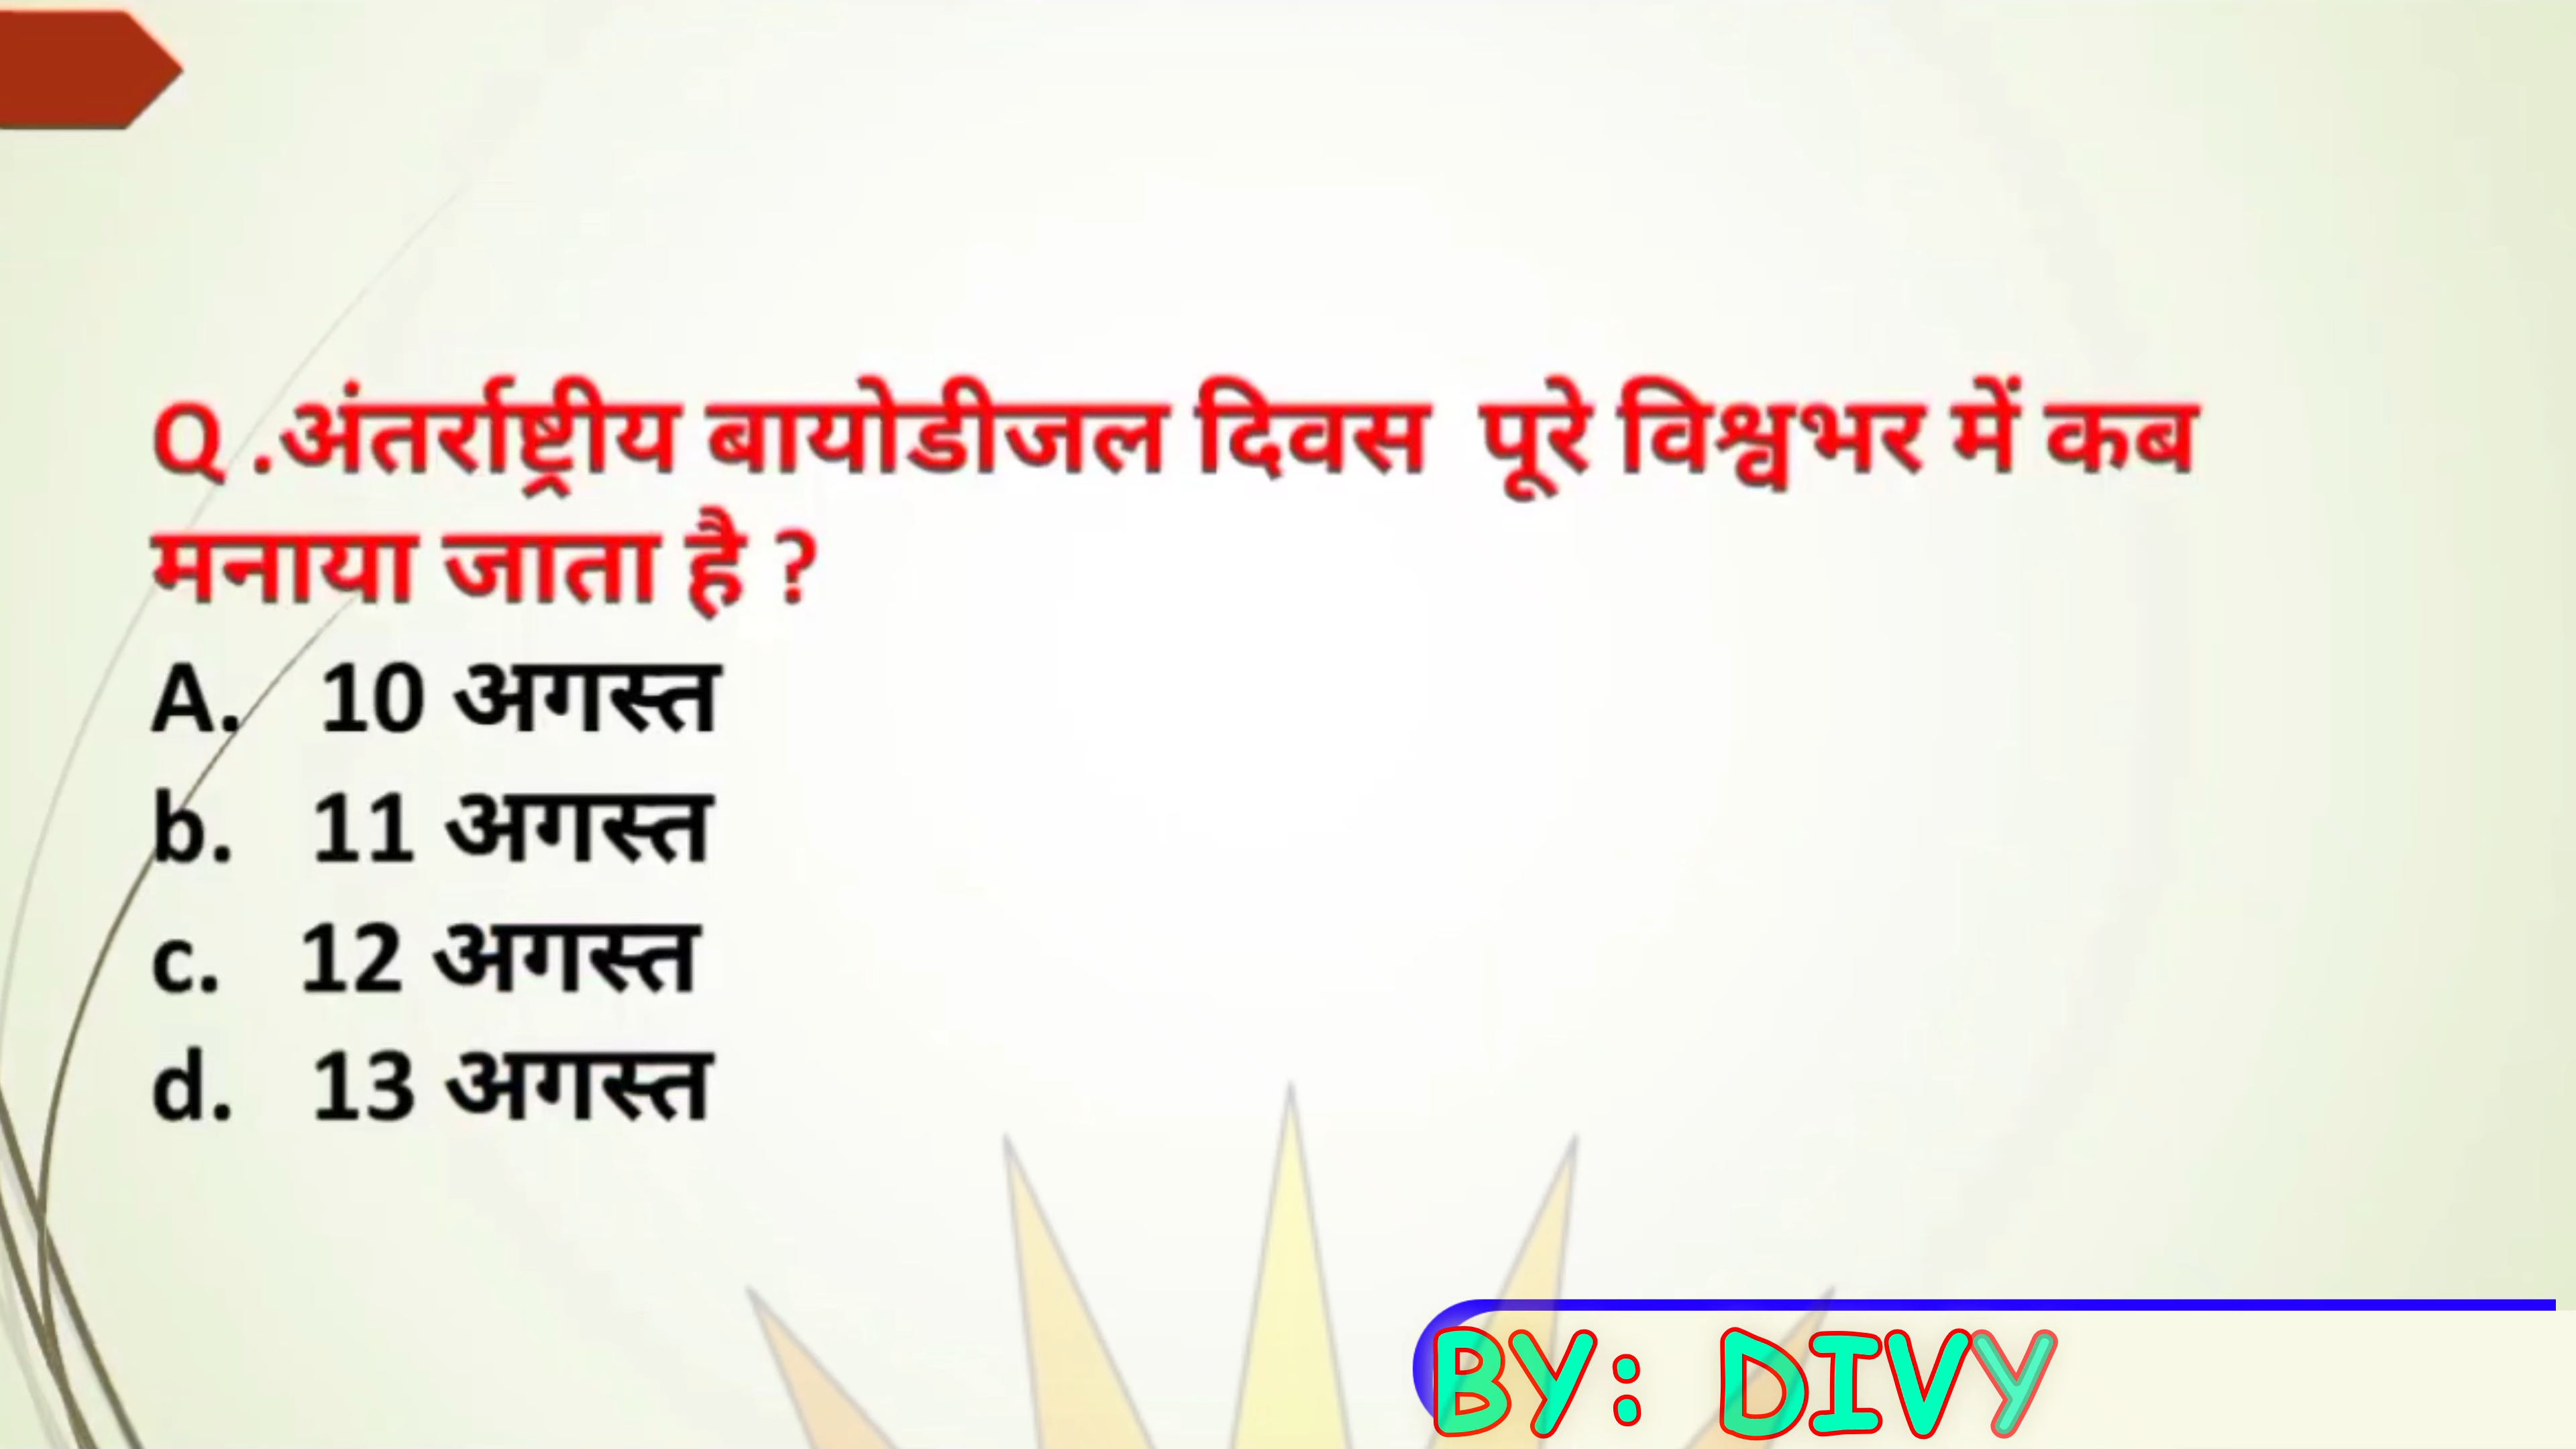 Q .अंतर्राष्ट्रीय बायोडीजल दिवस पूरे विश्वभर में कब
मनाया जाता है ?
A. 10 अगस्त
b. 11 अगस्त
c. 12 अगस्त
d. 13 अगस्त
BY: DIVY